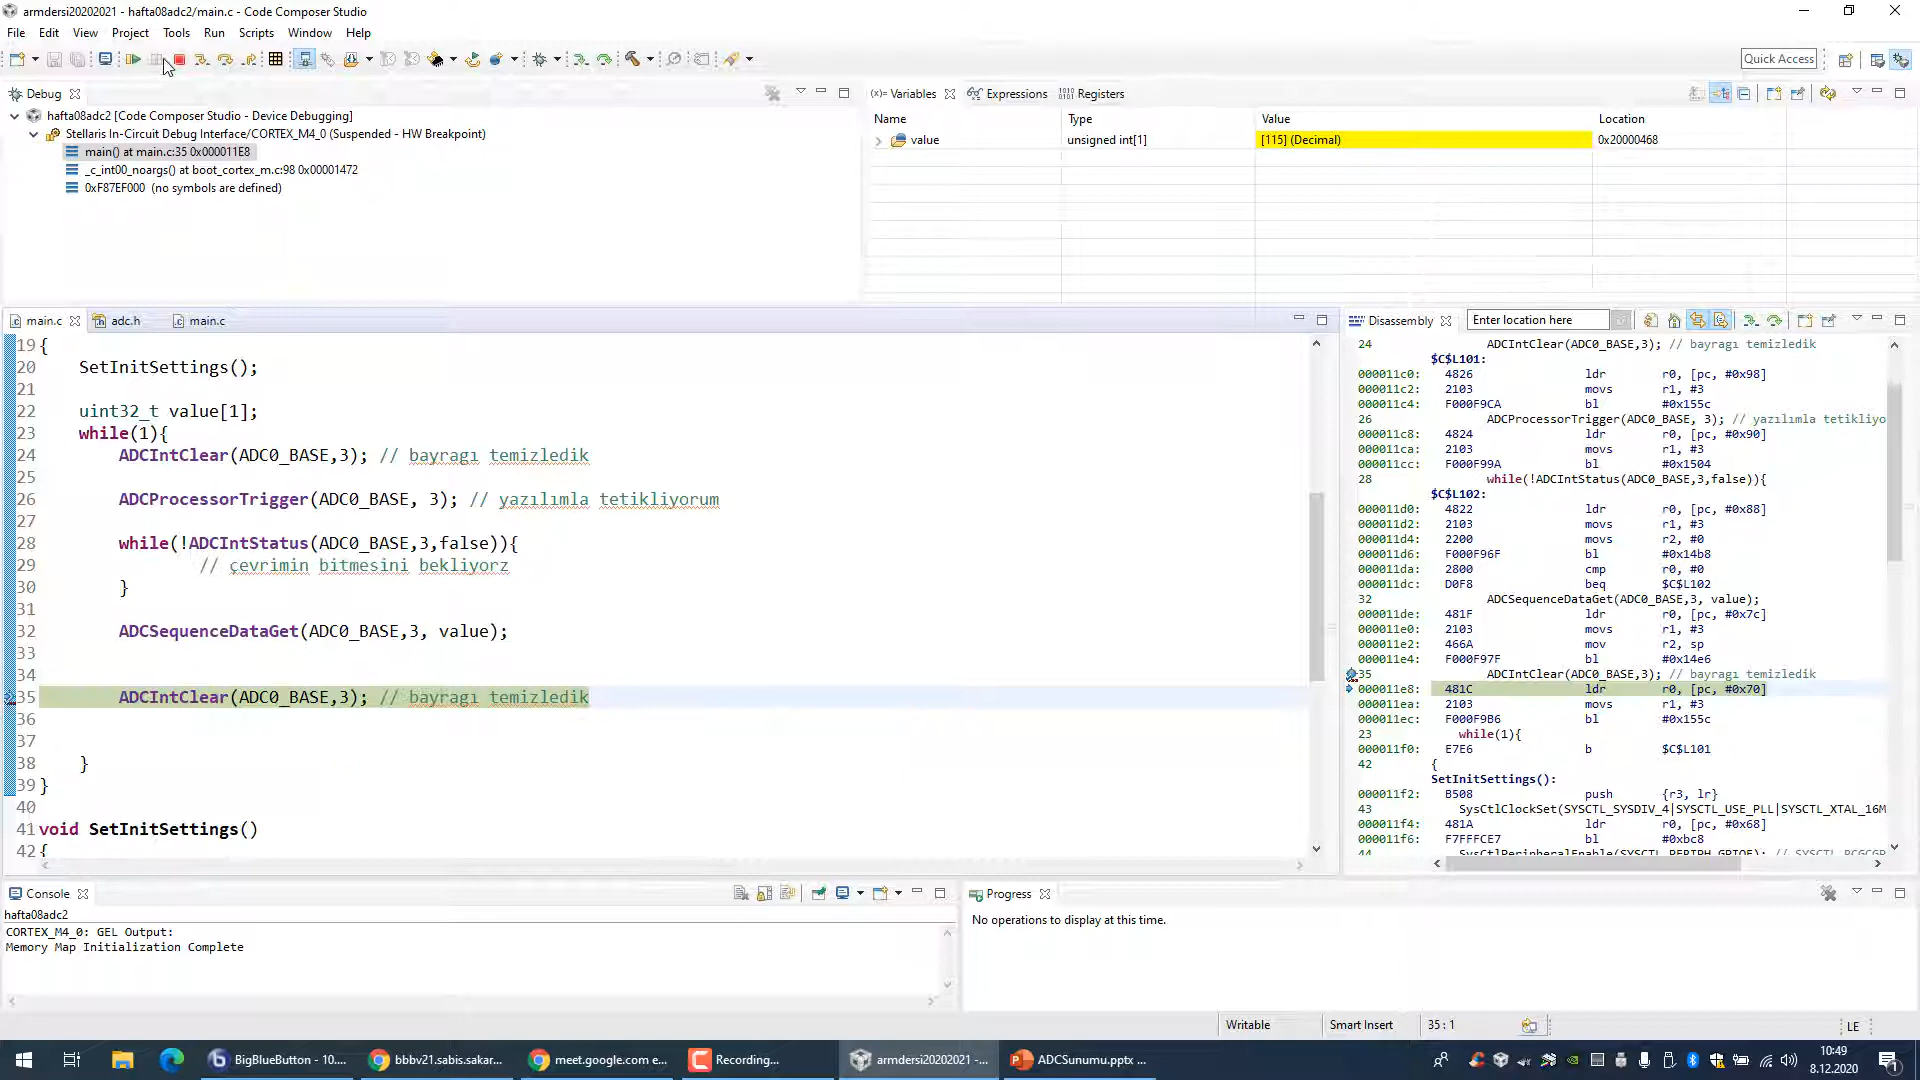 armdersi20202021 - hafta08adc2/main.c - Code Composer Studio
File Edit View Project Tools Run Scripts Window Help
Quick Access
Debug
hafta08adc2 [Code Composer Studio - Device Debugging]
Stellaris In-Circuit Debug Interface/CORTEX_M4_0 (Suspended - HW Breakpoint)
main() at main.c:35 0x000011E8
_c_int00_noargs() at boot_cortex_m.c:98 0x00001472
0xF87EF000 (no symbols are defined)
(x)= Variables Expressions Registers
Name Type Value Location
value unsigned int[1] [115] (Decimal) 0x20000468
main.c adc.h main.c
19 {
20 SetInitSettings();
21
22 uint32_t value[1];
23 while(1){
24 ADCIntClear(ADC0_BASE,3); // bayragı temizledik
25
26 ADCProcessorTrigger(ADC0_BASE, 3); // yazılımla tetikliyorum
27
28 while(!ADCIntStatus(ADC0_BASE,3,false)){
29 // çevrimin bitmesini bekliyorz
30 }
31
32 ADCSequenceDataGet(ADC0_BASE,3, value);
33
34
35 ADCIntClear(ADC0_BASE,3); // bayragı temizledik
36
37
38 }
39 }
40
41 void SetInitSettings()
42 {
Disassembly Enter location here
24 ADCIntClear(ADC0_BASE,3); // bayragı temizledik
$C$L101:
000011c0: 4826 ldr r0, [pc, #0x98]
000011c2: 2103 movs r1, #3
000011c4: F000F9CA bl #0x155c
26 ADCProcessorTrigger(ADC0_BASE, 3); // yazılımla tetikliyo
000011c8: 4824 ldr r0, [pc, #0x90]
000011ca: 2103 movs r1, #3
000011cc: F000F99A bl #0x1504
28 while(!ADCIntStatus(ADC0_BASE,3,false)){
$C$L102:
000011d0: 4822 ldr r0, [pc, #0x88]
000011d2: 2103 movs r1, #3
000011d4: 2200 movs r2, #0
000011d6: F000F96F bl #0x14b8
000011da: 2800 cmp r0, #0
000011dc: D0F8 beq $C$L102
32 ADCSequenceDataGet(ADC0_BASE,3, value);
000011de: 481F ldr r0, [pc, #0x7c]
000011e0: 2103 movs r1, #3
000011e2: 466A mov r2, sp
000011e4: F000F97F bl #0x14e6
35 ADCIntClear(ADC0_BASE,3); // bayragı temizledik
000011e8: 481C ldr r0, [pc, #0x70]
000011ea: 2103 movs r1, #3
000011ec: F000F9B6 bl #0x155c
23 while(1){
000011f0: E7E6 b $C$L101
42 {
SetInitSettings():
000011f2: B508 push {r3, lr}
43 SysCtlClockSet(SYSCTL_SYSDIV_4|SYSCTL_USE_PLL|SYSCTL_XTAL_16M
000011f4: 481A ldr r0, [pc, #0x68]
000011f6: F7FFFCE7 bl #0xbc8
Console
hafta08adc2
CORTEX_M4_0: GEL Output:
Memory Map Initialization Complete
Progress
No operations to display at this time.
Writable Smart Insert 35 : 1 LE
BigBlueButton - 10.... bbbv21.sabis.sakar... meet.google.com e... Recording... armdersi20202021 -... ADCSunumu.pptx ...
10:49
8.12.2020